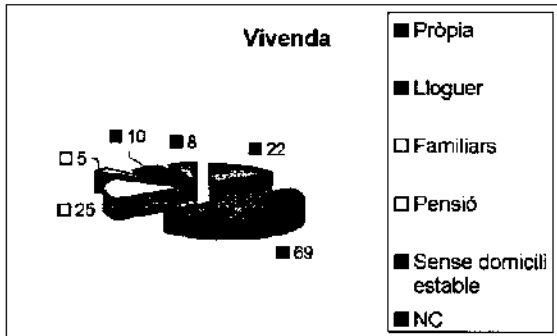 Vivenda
10
8
22
5
25
69
Pròpia
Lloguer
Familiars
Pensió
Sense domicili
estable
NC